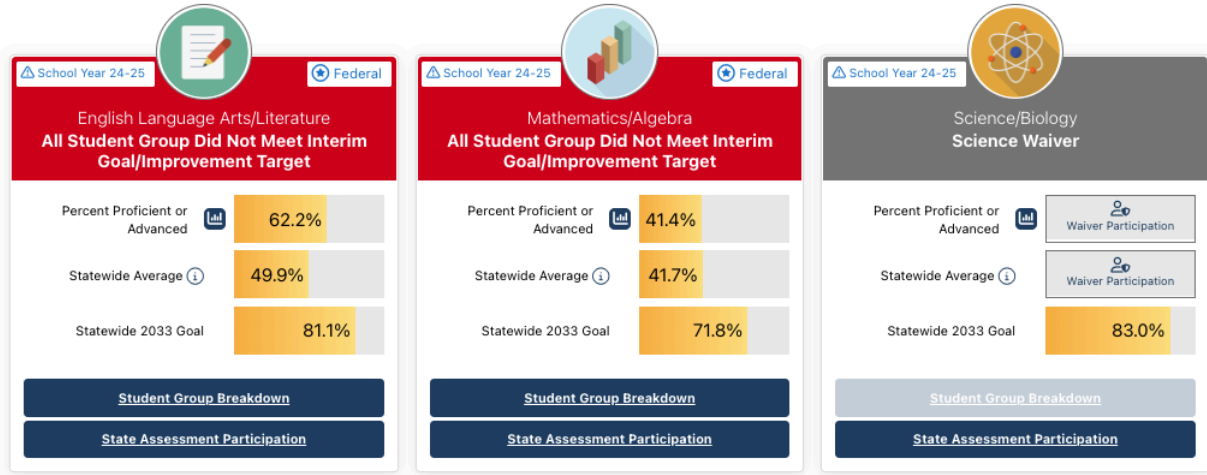 School Year 24-25
Federal
English Language Arts/Literature
All Student Group Did Not Meet Interim
Goal/Improvement Target
Percent Proficient or
Advanced
62.2%
Statewide Average
49.9%
Statewide 2033 Goal
81.1%
Student Group Breakdown
State Assessment Participation
School Year 24-25
Federal
Mathematics/Algebra
All Student Group Did Not Meet Interim
Goal/Improvement Target
Percent Proficient or
Advanced
41.4%
Statewide Average
41.7%
Statewide 2033 Goal
71.8%
Student Group Breakdown
State Assessment Participation
School Year 24-25
Science/Biology
Science Waiver
Percent Proficient or
Advanced
Waiver Participation
Statewide Average
Waiver Participation
Statewide 2033 Goal
83.0%
Student Group Breakdown
State Assessment Participation